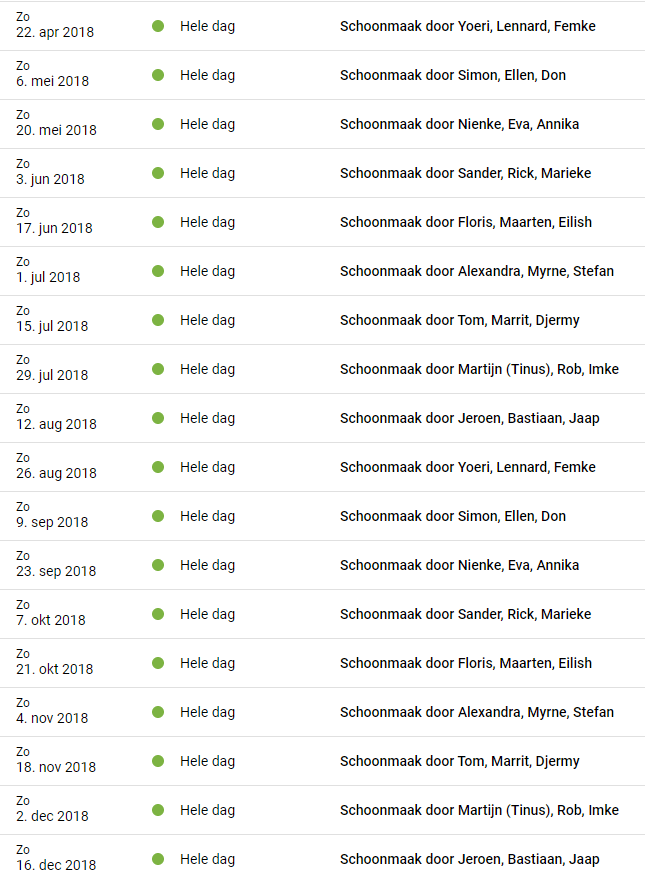 Zo
22. apr 2018 Hele dag Schoonmaak door Yoeri, Lennard, Femke
Zo
6. mei 2018 Hele dag Schoonmaak door Simon, Ellen, Don
Zo
20. mei 2018 Hele dag Schoonmaak door Nienke, Eva, Annika
Zo
3. jun 2018 Hele dag Schoonmaak door Sander, Rick, Marieke
Zo
17. jun 2018 Hele dag Schoonmaak door Floris, Maarten, Eilish
Zo
1. jul 2018 Hele dag Schoonmaak door Alexandra, Myrne, Stefan
Zo
15. jul 2018 Hele dag Schoonmaak door Tom, Marrit, Djermy
Zo
29. jul 2018 Hele dag Schoonmaak door Martijn (Tinus), Rob, Imke
Zo
12. aug 2018 Hele dag Schoonmaak door Jeroen, Bastiaan, Jaap
Zo
26. aug 2018 Hele dag Schoonmaak door Yoeri, Lennard, Femke
Zo
9. sep 2018 Hele dag Schoonmaak door Simon, Ellen, Don
Zo
23. sep 2018 Hele dag Schoonmaak door Nienke, Eva, Annika
Zo
7. okt 2018 Hele dag Schoonmaak door Sander, Rick, Marieke
Zo
21. okt 2018 Hele dag Schoonmaak door Floris, Maarten, Eilish
Zo
4. nov 2018 Hele dag Schoonmaak door Alexandra, Myrne, Stefan
Zo
18. nov 2018 Hele dag Schoonmaak door Tom, Marrit, Djermy
Zo
2. dec 2018 Hele dag Schoonmaak door Martijn (Tinus), Rob, Imke
Zo
16. dec 2018 Hele dag Schoonmaak door Jeroen, Bastiaan, Jaap